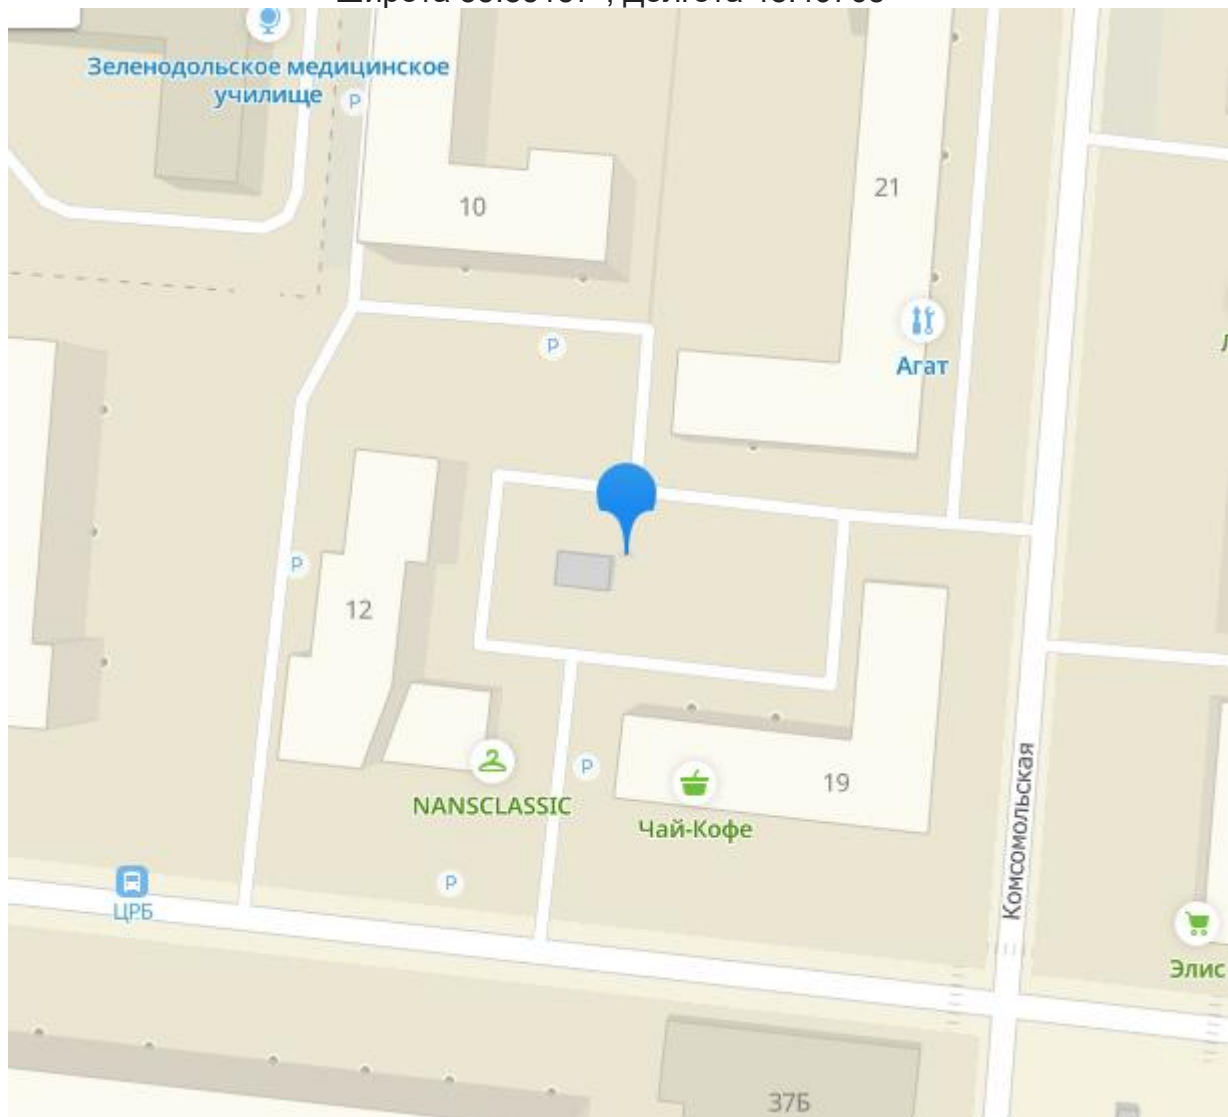 Зеленодольское медицинское
училище
P
10
21
P
Агат
P
12
NANSCLASSIC
P
19
Чай-Кофе
Комсомольская
P
ЦРБ
Элис
37Б